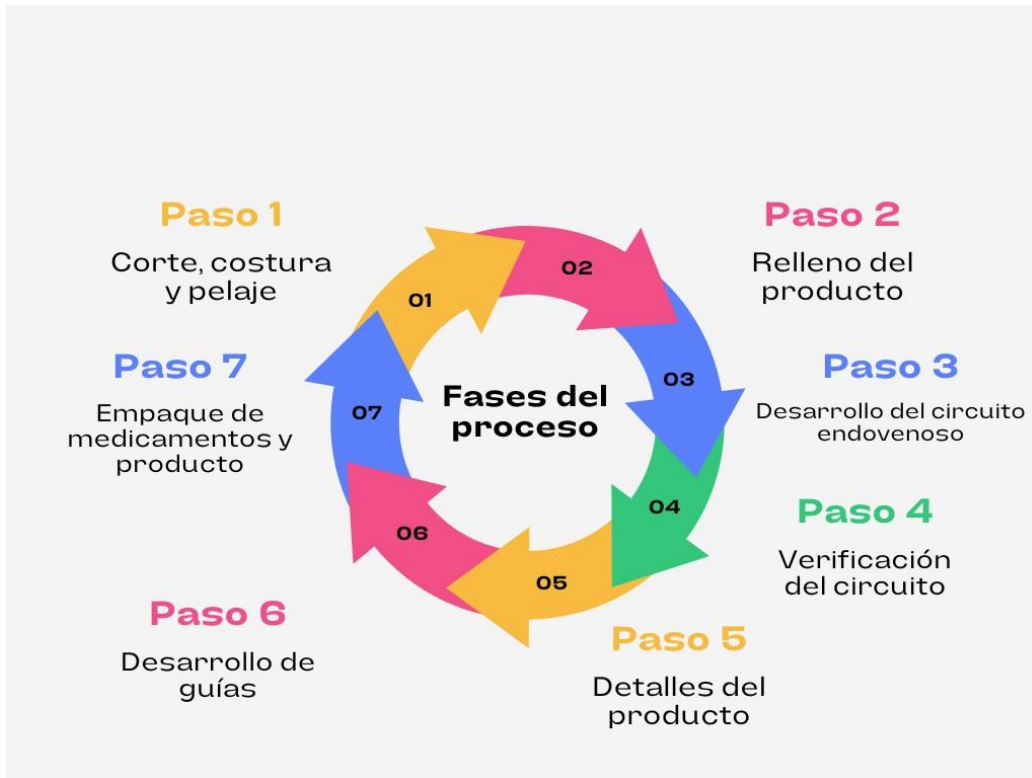 Paso 1
Corte, costura
y pelaje
01
Paso 2
Relleno del
producto
02
Paso 3
Desarrollo del circuito
endovenoso
03
Paso 4
Verificación
del circuito
04
Paso 5
Detalles del
producto
05
Paso 6
Desarrollo de
guías
06
Paso 7
Empaque de
medicamentos y
producto
07
Fases del
proceso